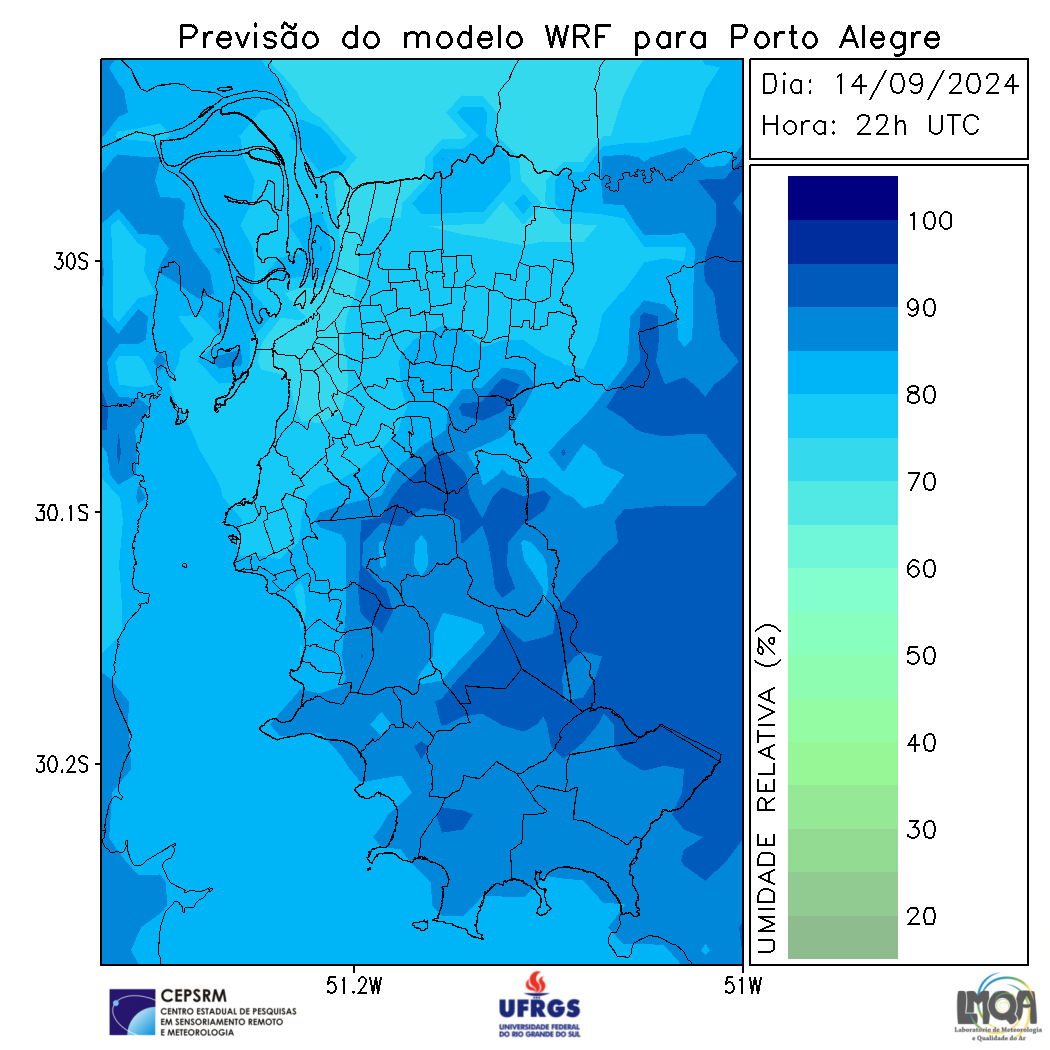 Previsão do modelo WRF para Porto Alegre
Dia: 14/09/2024
Hora: 22h UTC
30S
30.1S
30.2S
51.2W
51W
100
90
80
70
60
50
40
30
20
UMIDADE RELATIVA (%)
CEPSRM
CENTRO ESTADUAL DE PESQUISAS
EM SENSORIAMENTO REMOTO
E METEOROLOGIA
UFRGS
UNIVERSIDADE FEDERAL
DO RIO GRANDE DO SUL
LMQA
Laboratório de Meteorologia
e Qualidade do Ar